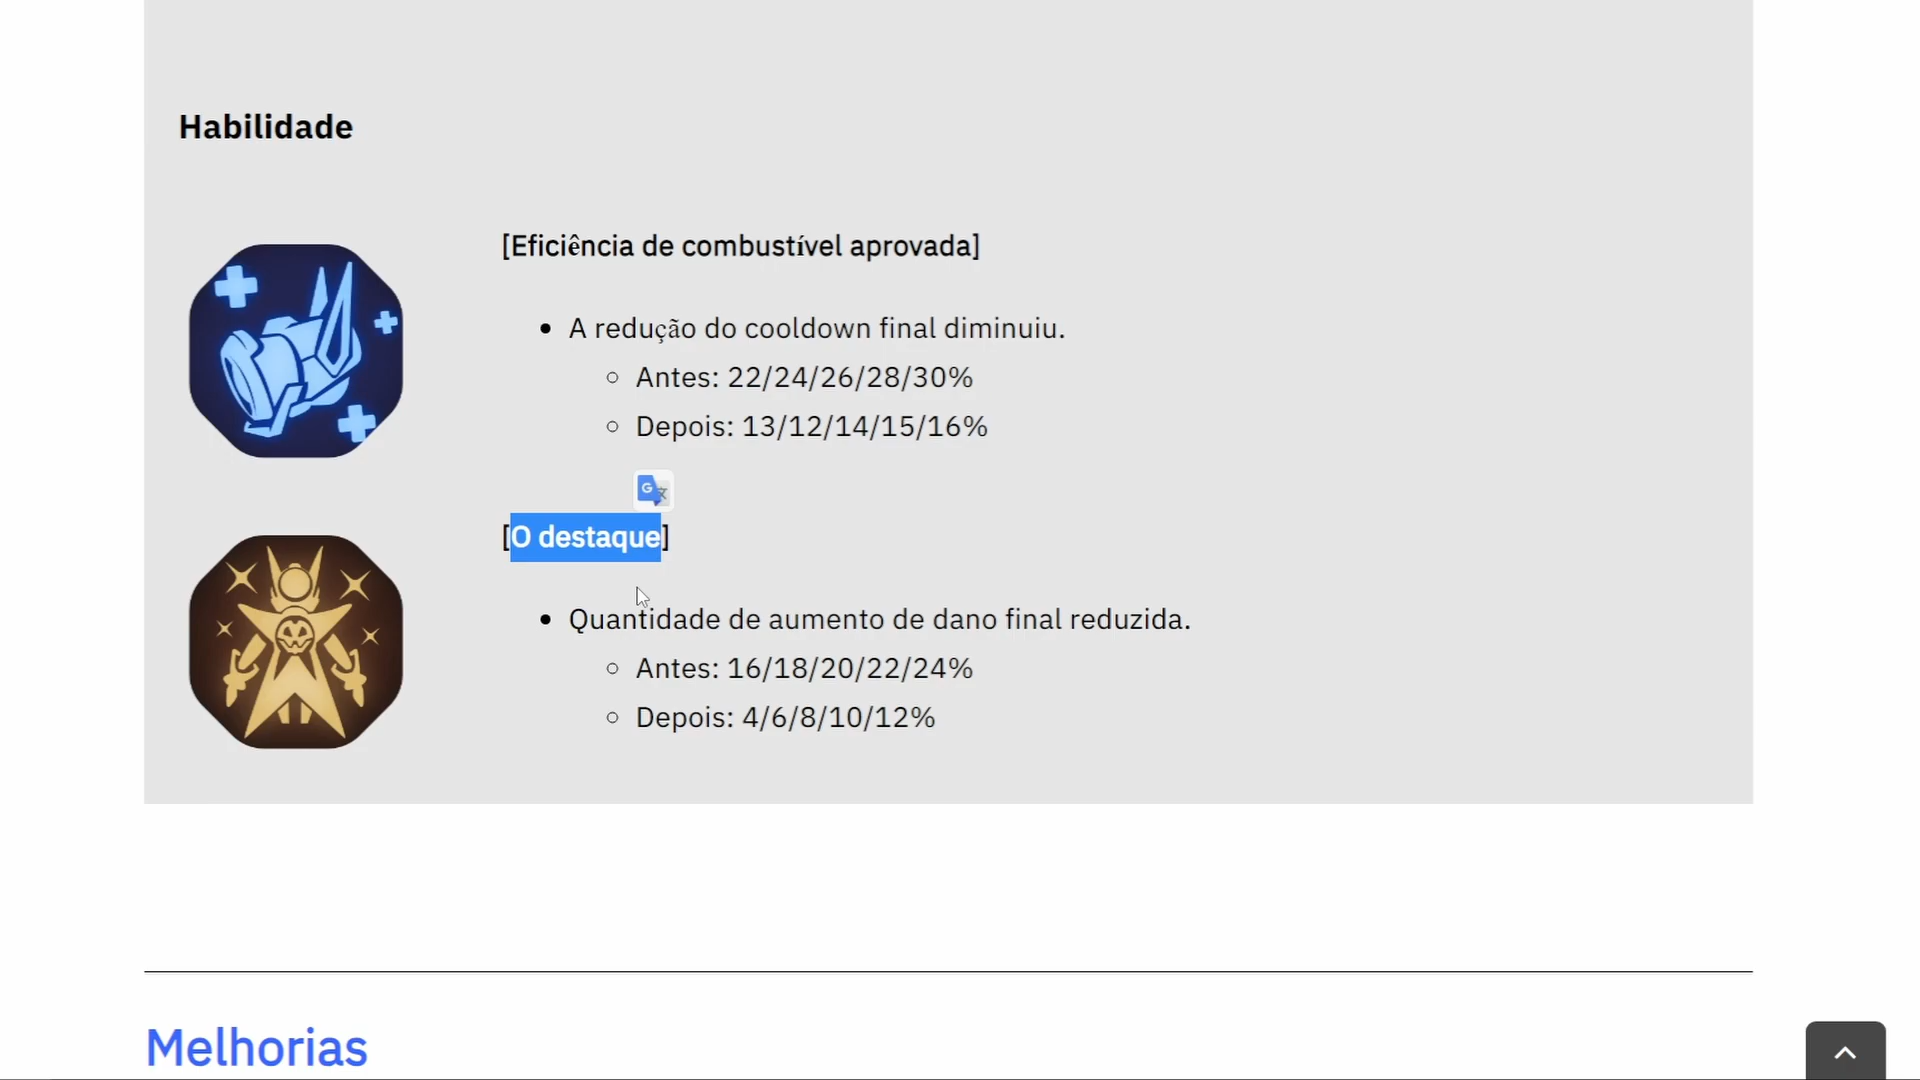 Habilidade
[Eficiência de combustível aprovada]
• A redução do cooldown final diminuiu.
○ Antes: 22/24/26/28/30%
○ Depois: 13/12/14/15/16%
[O destaque]
• Quantidade de aumento de dano final reduzida.
○ Antes: 16/18/20/22/24%
○ Depois: 4/6/8/10/12%
Melhorias